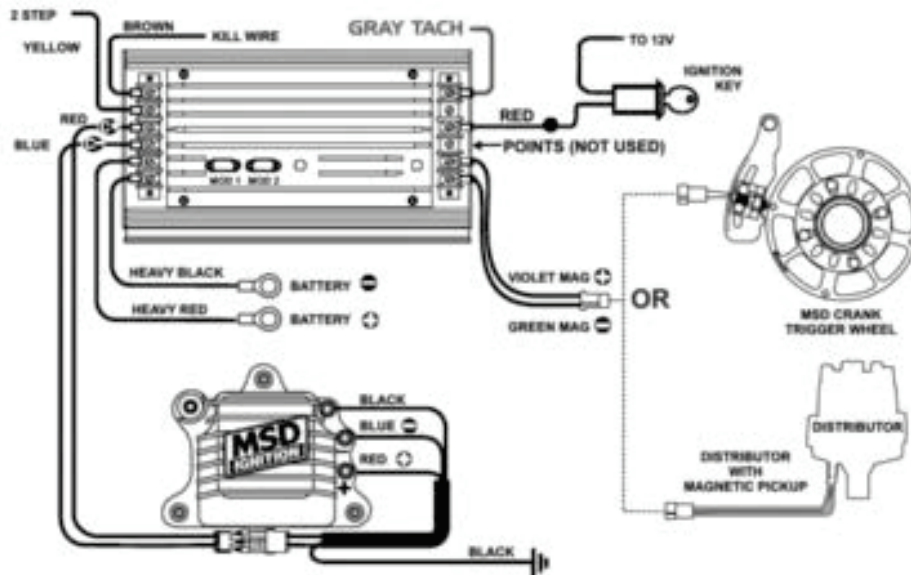 2 STEP
BROWN
KILL WIRE
YELLOW
RED
BLUE
GRAY TACH
TO 12V
IGNITION
KEY
RED
POINTS (NOT USED)
MOD 1 MOD 2
HEAVY BLACK
BATTERY
HEAVY RED
BATTERY
VIOLET MAG
GREEN MAG
OR
MSD CRANK
TRIGGER WHEEL
MSD
IGNITION
BLACK
BLUE
RED
DISTRIBUTOR
DISTRIBUTOR
WITH
MAGNETIC PICKUP
BLACK